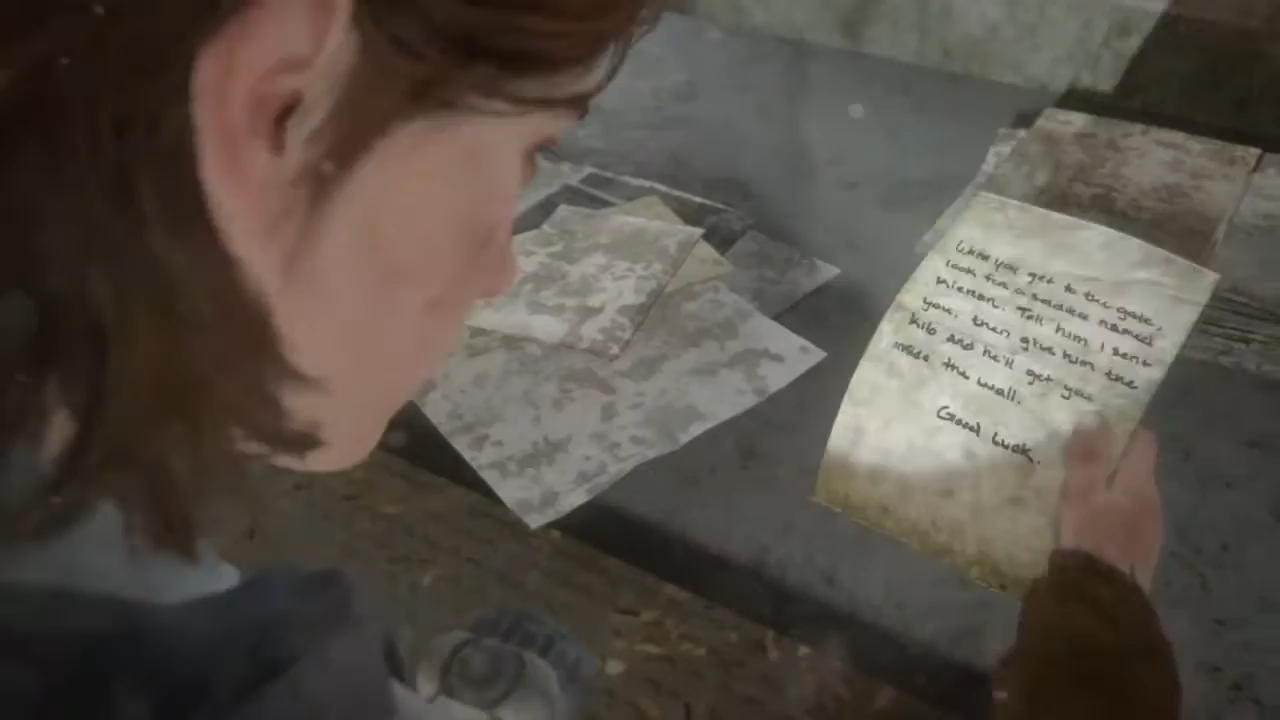 When you get to the gate,
look for a soldier named
Kieran. Tell him I sent
you, then give him the
kilo and he'll get you
inside the wall.
Good Luck.